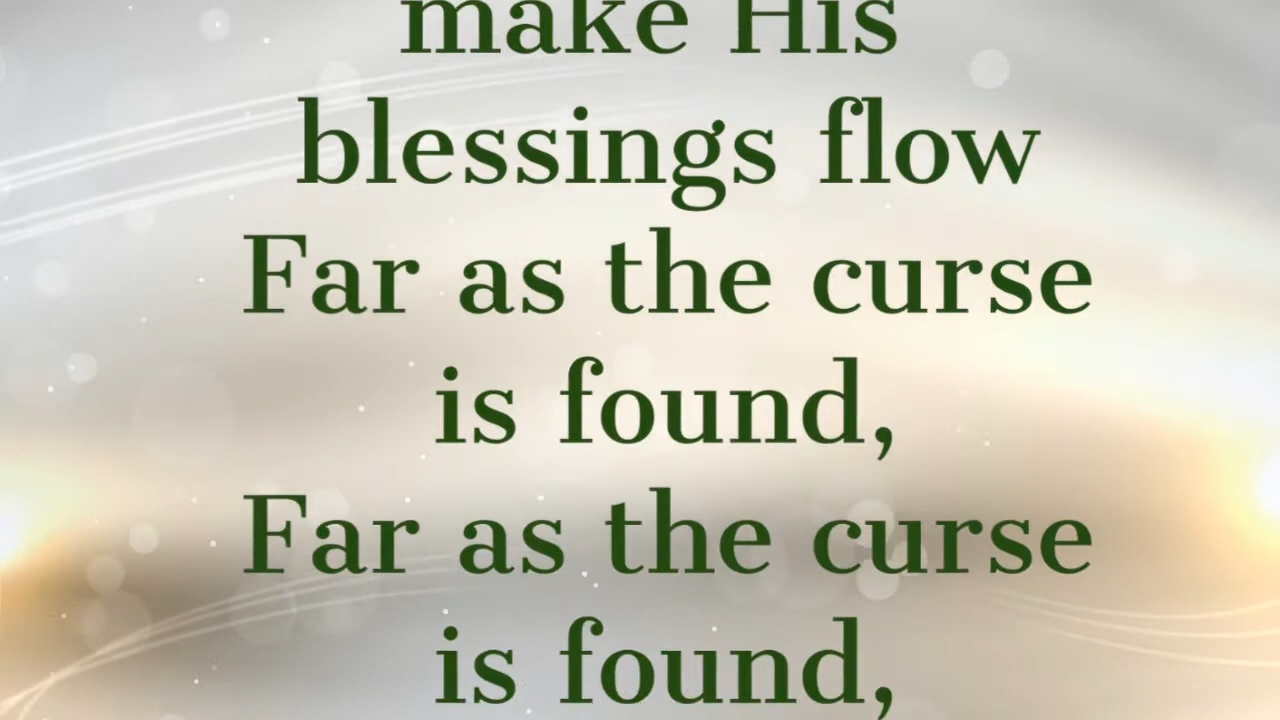 make His
blessings flow
Far as the curse
is found,
Far as the curse
is found,